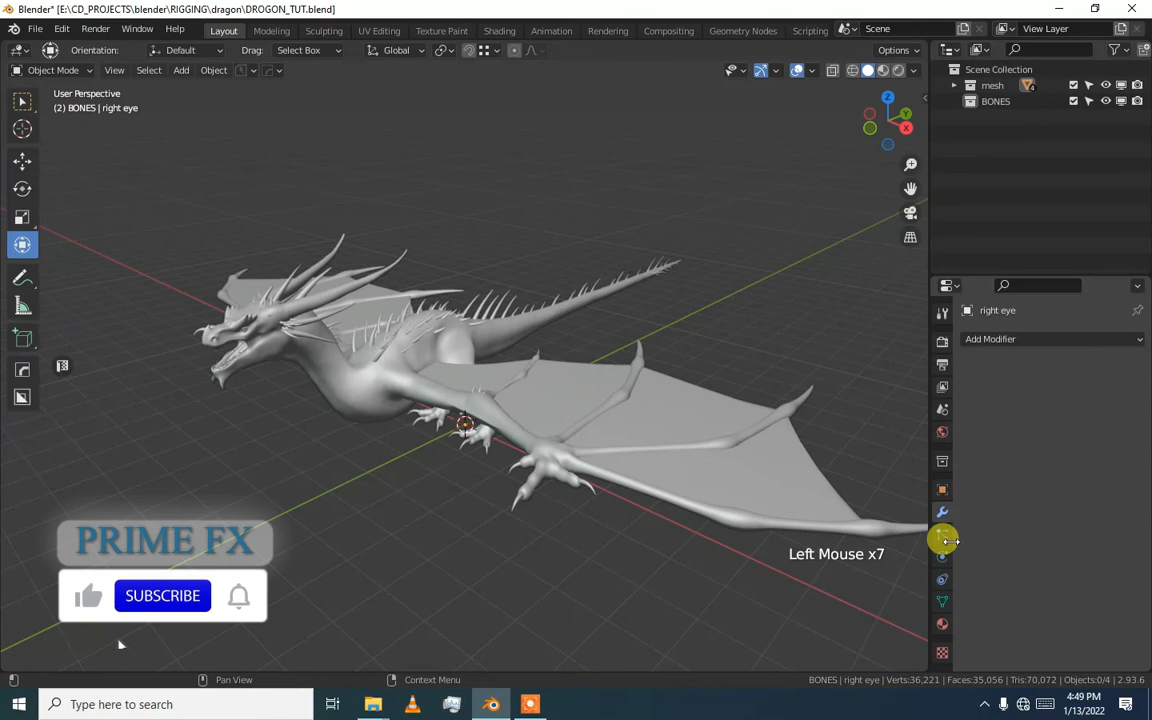 Blender* [E:\CD_PROJECTS\blender\RIGGING\dragon\DROGON_TUT.blend]
File Edit Render Window Help Layout Modeling Sculpting UV Editing Texture Paint Shading Animation Rendering Compositing Geometry Nodes Scripting Scene View Layer
Orientation: Default Drag: Select Box Global Options
Object Mode View Select Add Object
User Perspective
(2) BONES | right eye
Z
Y
X
Scene Collection
mesh 4
BONES
right eye
Add Modifier
PRIME FX
SUBSCRIBE
Left Mouse x7
Pan View Context Menu BONES | right eye | Verts:36,221 | Faces:35,056 | Tris:70,072 | Objects:0/4 | 2.93.6
Type here to search
4:49 PM
1/13/2022